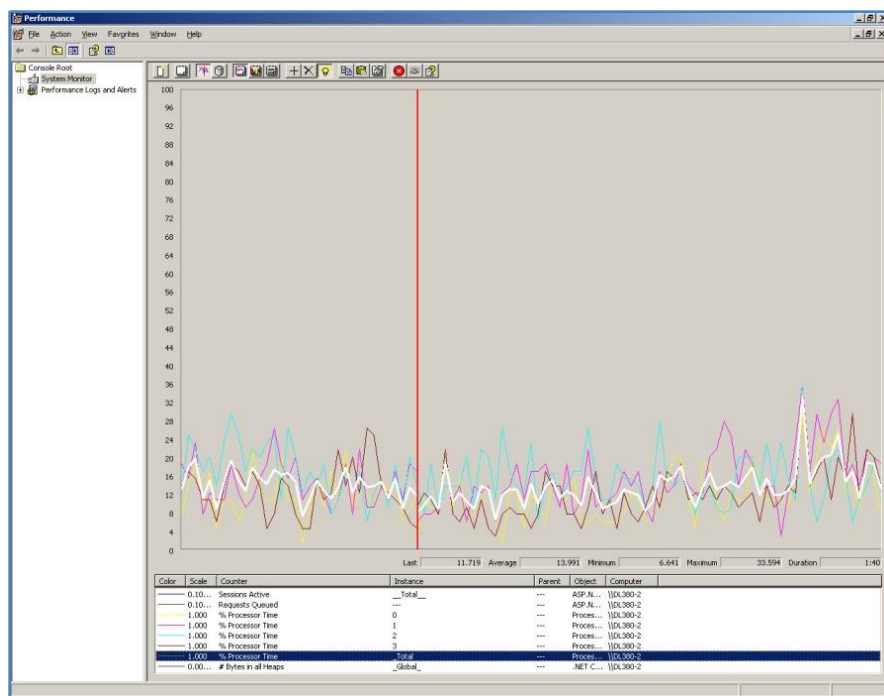 Performance
File Action View Favorites Window Help
Console Root
System Monitor
Performance Logs and Alerts
100
96
92
88
84
80
76
72
68
64
60
56
52
48
44
40
36
32
28
24
20
16
12
8
4
0
Last 11.719 Average 13.991 Minimum 6.641 Maximum 33.594 Duration 1:40
Color Scale Counter Instance Parent Object Computer
0.10... Sessions Active __Total__ --- ASP.N... \\DL380-2
0.10... Requests Queued --- --- ASP.N... \\DL380-2
1.000 % Processor Time 0 --- Proces... \\DL380-2
1.000 % Processor Time 1 --- Proces... \\DL380-2
1.000 % Processor Time 2 --- Proces... \\DL380-2
1.000 % Processor Time 3 --- Proces... \\DL380-2
1.000 % Processor Time _Total --- Proces... \\DL380-2
0.00... # Bytes in all Heaps _Global_ --- .NET C... \\DL380-2